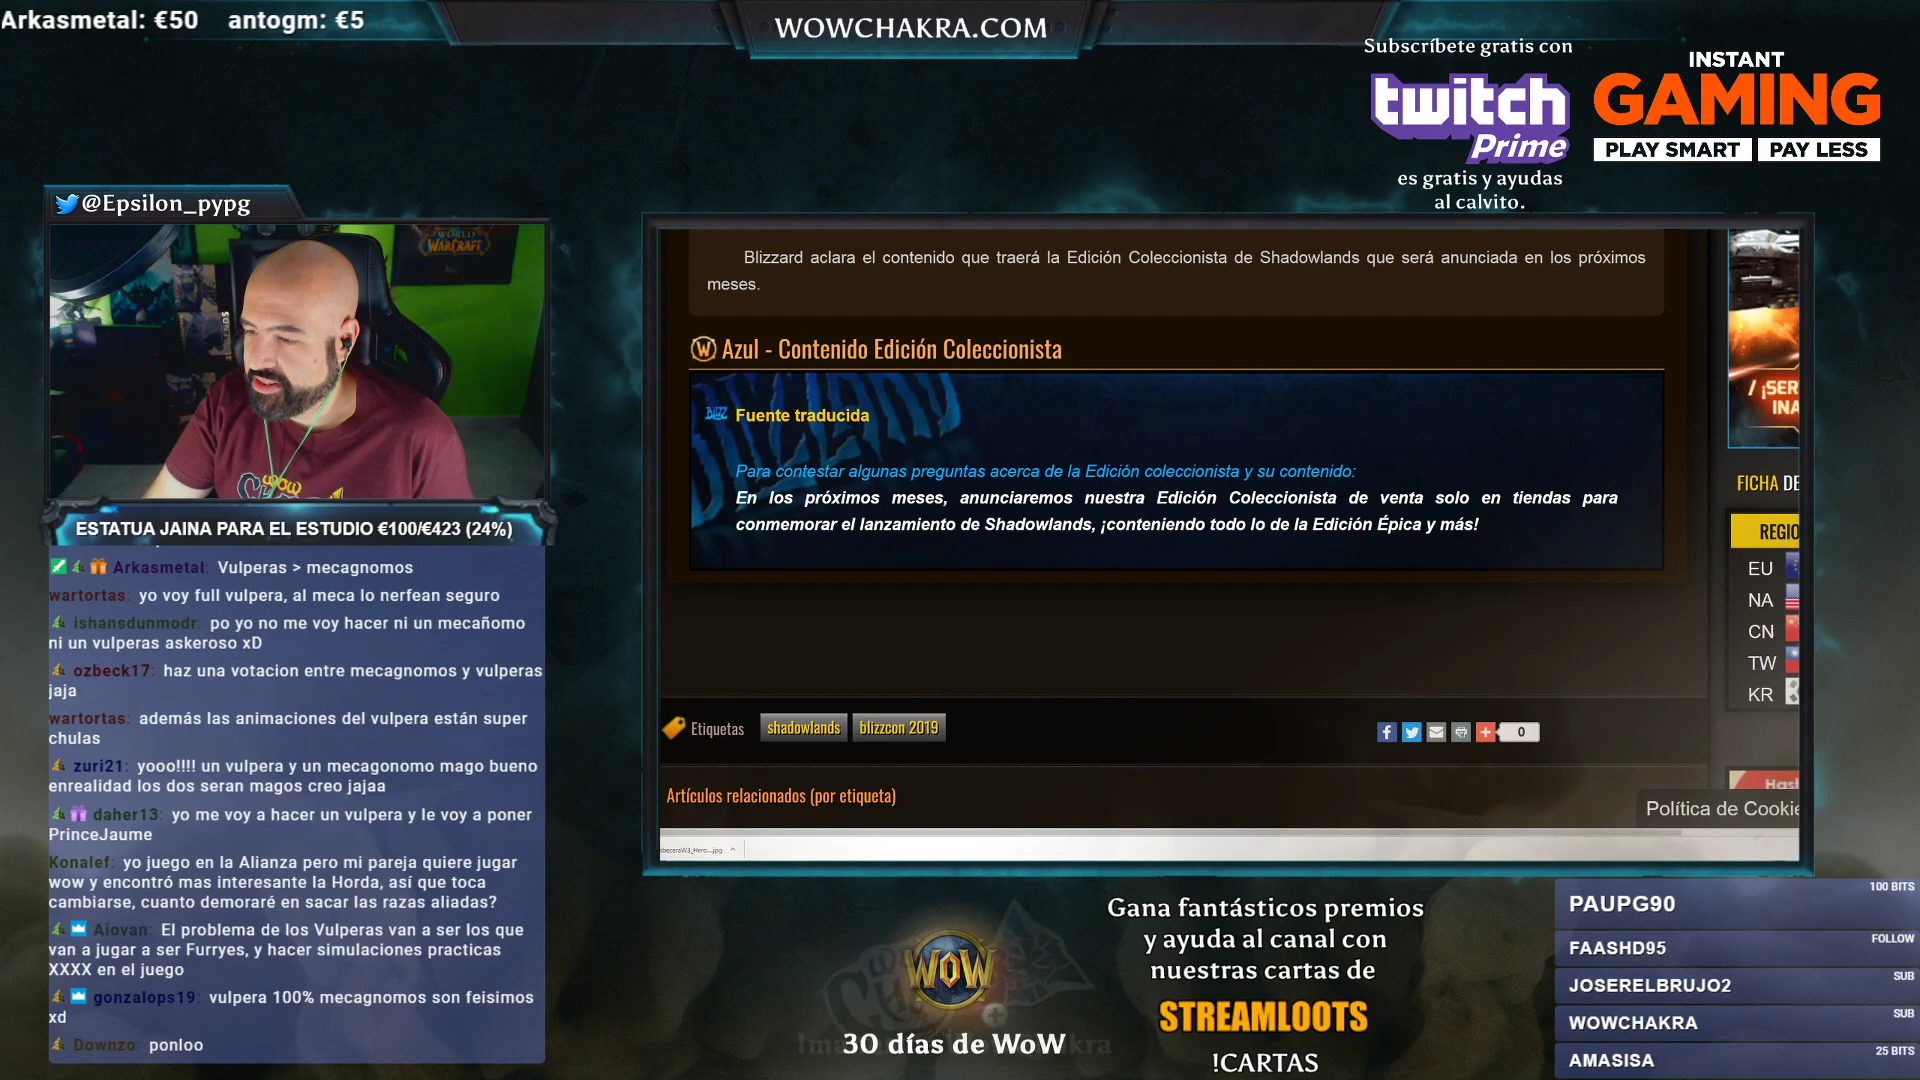 Arkasmetal: €50 antogm: €5
WOWCHAKRA.COM
Subscríbete gratis con
twitch
Prime
es gratis y ayudas
al calvito.
INSTANT
GAMING
PLAY SMART PAY LESS
@Epsilon_pypg
WORLD
WARCRAFT
WOW
ESTATUA JAINA PARA EL ESTUDIO €100/€423 (24%)
Arkasmetal: Vulperas > mecagnomos
wartortas: yo voy full vulpera, al meca lo nerfean seguro
ishansdunmodr: po yo no me voy hacer ni un mecañomo
ni un vulperas askeroso xD
ozbeck17: haz una votacion entre mecagnomos y vulperas
jaja
wartortas: además las animaciones del vulpera están super
chulas
zuri21: yooo!!!! un vulpera y un mecagonomo mago bueno
enrealidad los dos seran magos creo jajaa
daher13: yo me voy a hacer un vulpera y le voy a poner
PrinceJaume
Konalef: yo juego en la Alianza pero mi pareja quiere jugar
wow y encontró mas interesante la Horda, así que toca
cambiarse, cuanto demoraré en sacar las razas aliadas?
Aiovan: El problema de los Vulperas van a ser los que
van a jugar a ser Furryes, y hacer simulaciones practicas
XXXX en el juego
gonzalops19: vulpera 100% mecagnomos son feisimos
xd
Downzo: ponloo
Blizzard aclara el contenido que traerá la Edición Coleccionista de Shadowlands que será anunciada en los próximos
meses.
Azul - Contenido Edición Coleccionista
BLIZZ Fuente traducida
Para contestar algunas preguntas acerca de la Edición coleccionista y su contenido:
En los próximos meses, anunciaremos nuestra Edición Coleccionista de venta solo en tiendas para
conmemorar el lanzamiento de Shadowlands, ¡conteniendo todo lo de la Edición Épica y más!
Etiquetas shadowlands blizzcon 2019
0
Artículos relacionados (por etiqueta)
/ ¡SER
INA
FICHA DE
REGIO
EU
NA
CN
TW
KR
Hast
Política de Cookie
WOW
30 días de WoW
Gana fantásticos premios
y ayuda al canal con
nuestras cartas de
STREAMLOOTS
!CARTAS
PAUPG90 100 BITS
FAASHD95 FOLLOW
JOSERELBRUJO2 SUB
WOWCHAKRA SUB
AMASISA 25 BITS